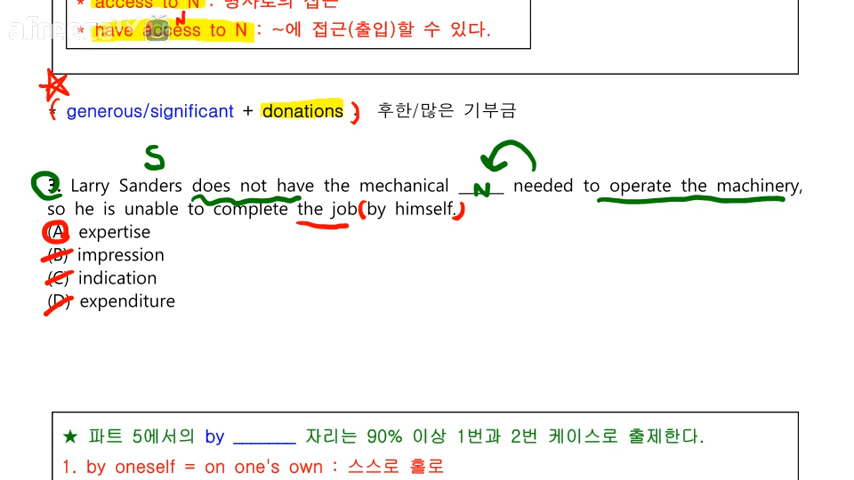 * access to N : 명사로의 접근
N
* have access to N : ~에 접근(출입)할 수 있다.
afreecaTV
* generous/significant + donations . 후한/많은 기부금
S
3. Larry Sanders does not have the mechanical ______ needed to operate the machinery,
N
so he is unable to complete the job (by himself.)
(A) expertise
(B) impression
(C) indication
(D) expenditure
★ 파트 5에서의 by ________ 자리는 90% 이상 1번과 2번 케이스로 출제한다.
1. by oneself = on one's own : 스스로 홀로